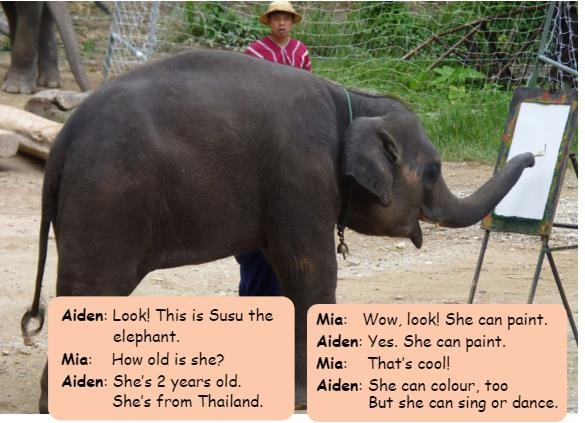 Aiden: Look! This is Susu the
elephant.
Mia: How old is she?
Aiden: She's 2 years old.
She's from Thailand.
Mia: Wow, look! She can paint.
Aiden: Yes. She can paint.
Mia: That's cool!
Aiden: She can colour, too
But she can sing or dance.